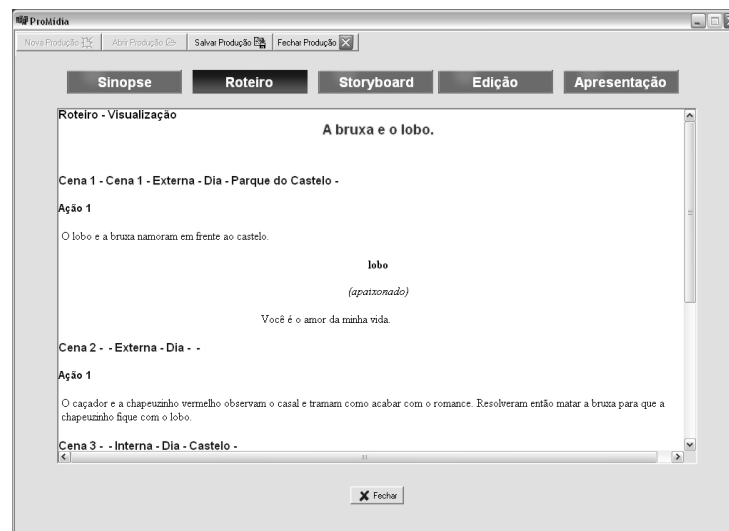 ProMídia
Nova Produção Abrir Produção Salvar Produção Fechar Produção
Sinopse Roteiro Storyboard Edição Apresentação
Roteiro - Visualização
A bruxa e o lobo.
Cena 1 - Cena 1 - Externa - Dia - Parque do Castelo -
Ação 1
O lobo e a bruxa namoram em frente ao castelo.
lobo
(apaixonado)
Você é o amor da minha vida.
Cena 2 - - Externa - Dia - -
Ação 1
O caçador e a chapeuzinho vermelho observam o casal e tramam como acabar com o romance. Resolveram então matar a bruxa para que a
chapeuzinho fique com o lobo.
Cena 3 - - Interna - Dia - Castelo -
Fechar